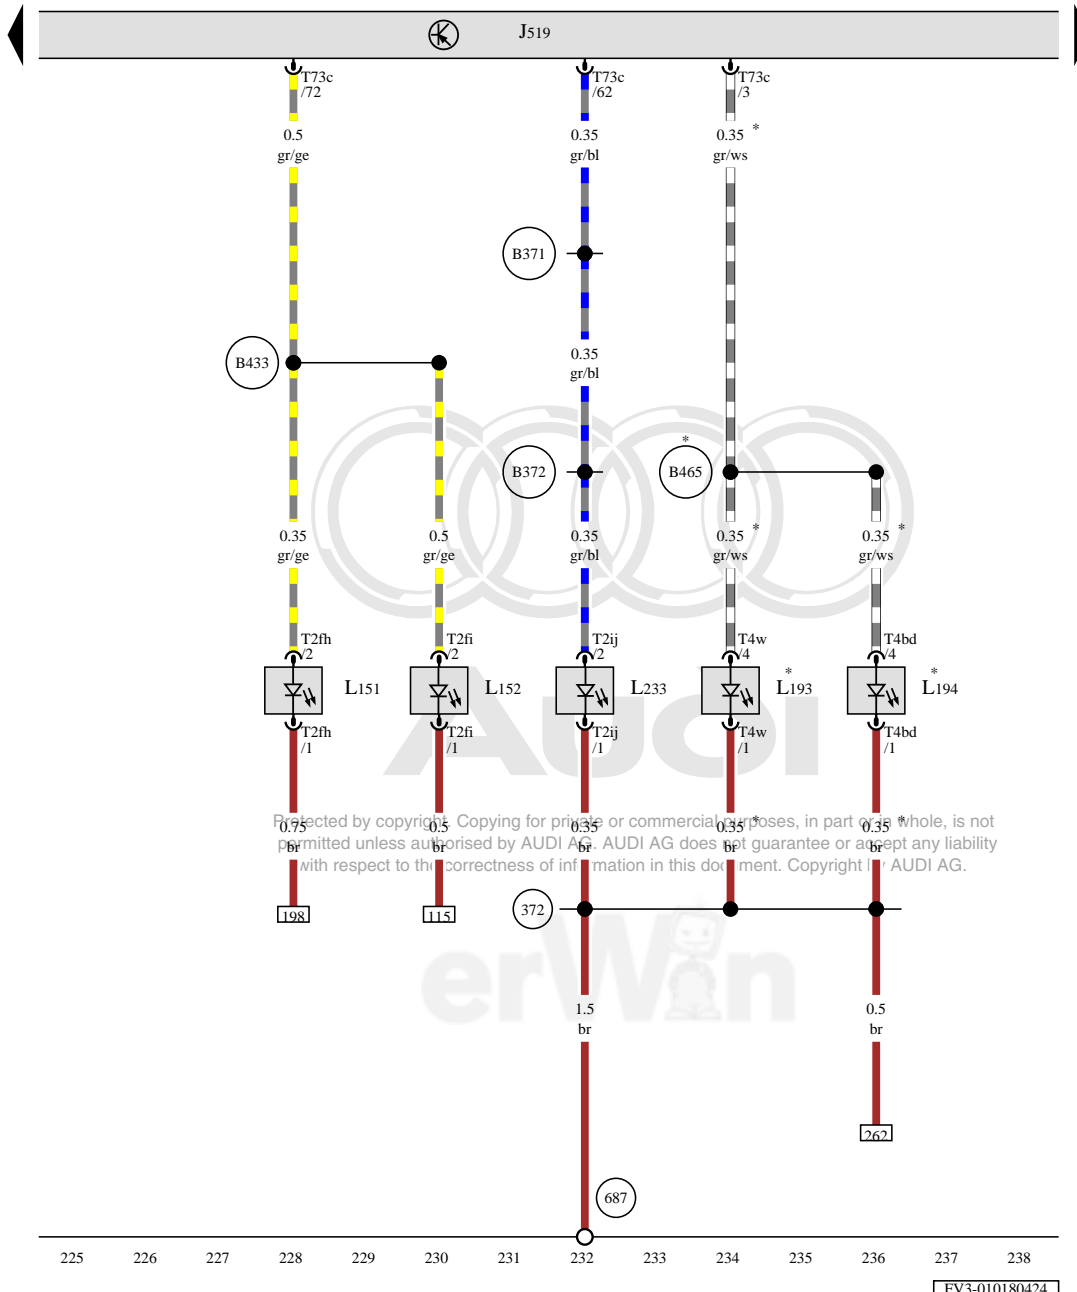 J519
T73c
/72
T73c
/62
T73c
/3
0.5
gr/ge
0.35
gr/bl
0.35 *
gr/ws
B371
0.35
gr/bl
B433
*
B372
B465
0.35
gr/ge
0.5
gr/ge
0.35
gr/bl
0.35 *
gr/ws
0.35 *
gr/ws
T2fh
/2
T2fi
/2
T2ij
/2
T4w
/4
T4bd
/4
L151
L152
L233
*
L193
*
L194
T2fh
/1
T2fi
/1
T2ij
/1
T4w
/1
T4bd
/1
Audi
Protected by copyright. Copying for private or commercial purposes, in part or in whole, is not
permitted unless authorised by AUDI AG. AUDI AG does not guarantee or accept any liability
with respect to the correctness of information in this document. Copyright by AUDI AG.
0.75
br
0.5
br
0.35
br
0.35 *
br
0.35 *
br
198
115
372
erWin
1.5
br
0.5
br
262
687
225 226 227 228 229 230 231 232 233 234 235 236 237 238
FV3-010180424